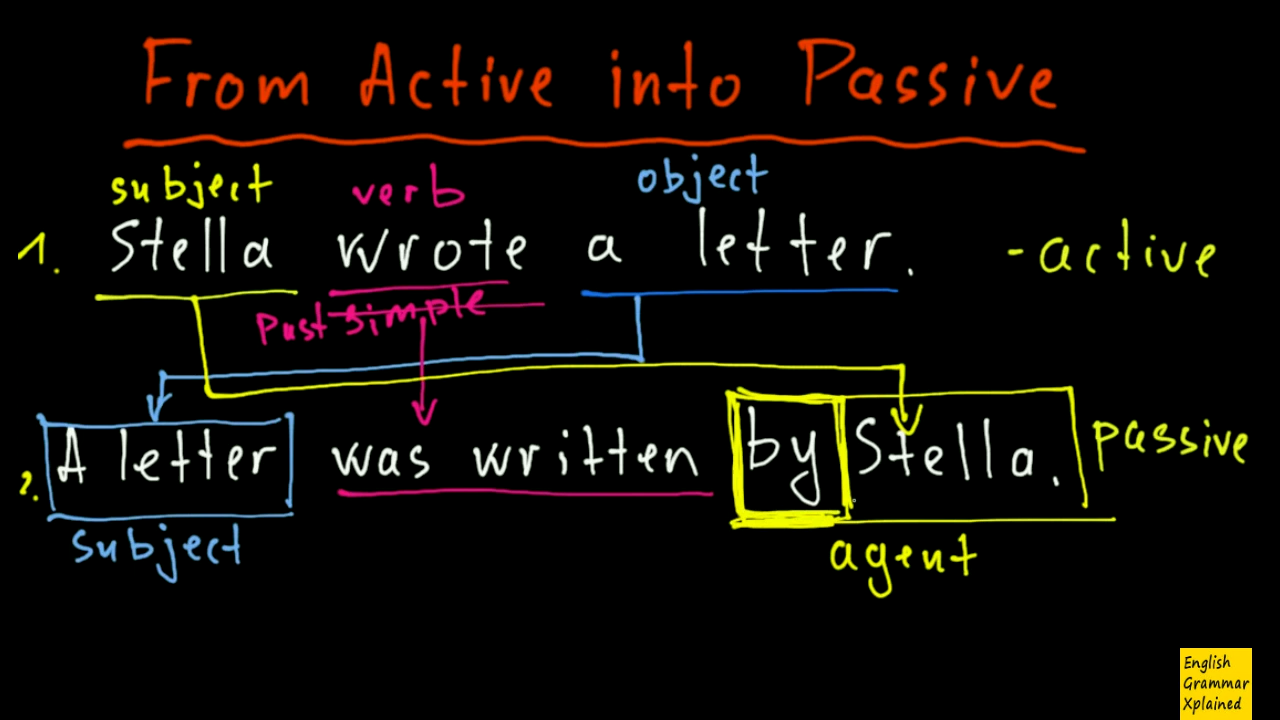 From Active into Passive
subject verb object
1. Stella wrote a letter. - active
Past simple
2. A letter was written by Stella. passive
subject agent
English
Grammar
Xplained